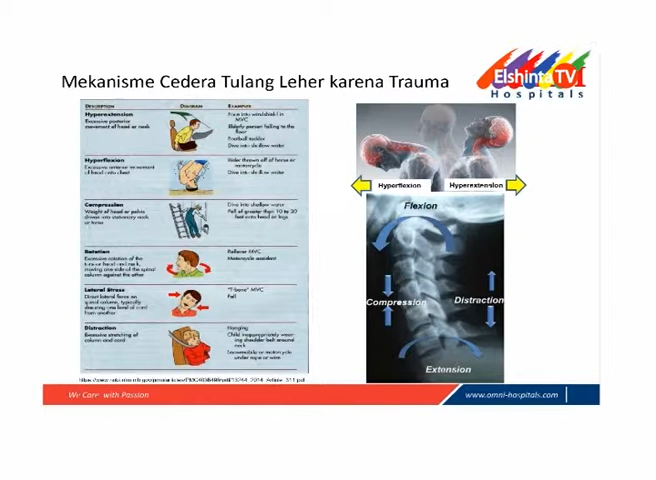 Elshinta TV
Hospitals
Mekanisme Cedera Tulang Leher karena Trauma
DESCRIPTION DIAGRAM EXAMPLES
Hyperextension
Excessive posterior
movement of head or neck
Face into windshield in
MVC
Elderly person falling to the
floor
Football tackler
Dive into shallow water
Hyperflexion
Excessive anterior movement
of head onto chest
Rider thrown off of horse or
motorcycle
Dive into shallow water
Compression
Weight of head or pelvis
driven into stationary neck
or torso
Dive into shallow water
Fall of greater than 10 to 20
feet onto head or legs
Rotation
Excessive rotation of the
torso or head and neck,
moving one side of the spinal
column against the other
Rollover MVC
Motorcycle accident
Lateral Stress
Direct lateral force on
spinal column, typically
shearing one level of cord
from another
"T-bone" MVC
Fall
Distraction
Excessive stretching of
column and cord
Hanging
Child inappropriately wear-
ing shoulder belt around
neck
Snowmobile or motorcycle
under rope or wire
Hyperflexion
Hyperextension
Flexion
Compression
Distraction
Extension
We Care with Passion
www.omni-hospitals.com